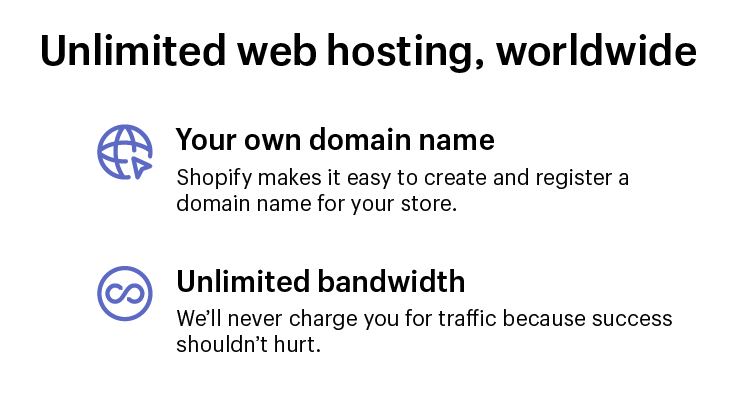 Unlimited web hosting, worldwide
Your own domain name
Shopify makes it easy to create and register a
domain name for your store.
Unlimited bandwidth
We’ll never charge you for traffic because success
shouldn’t hurt.